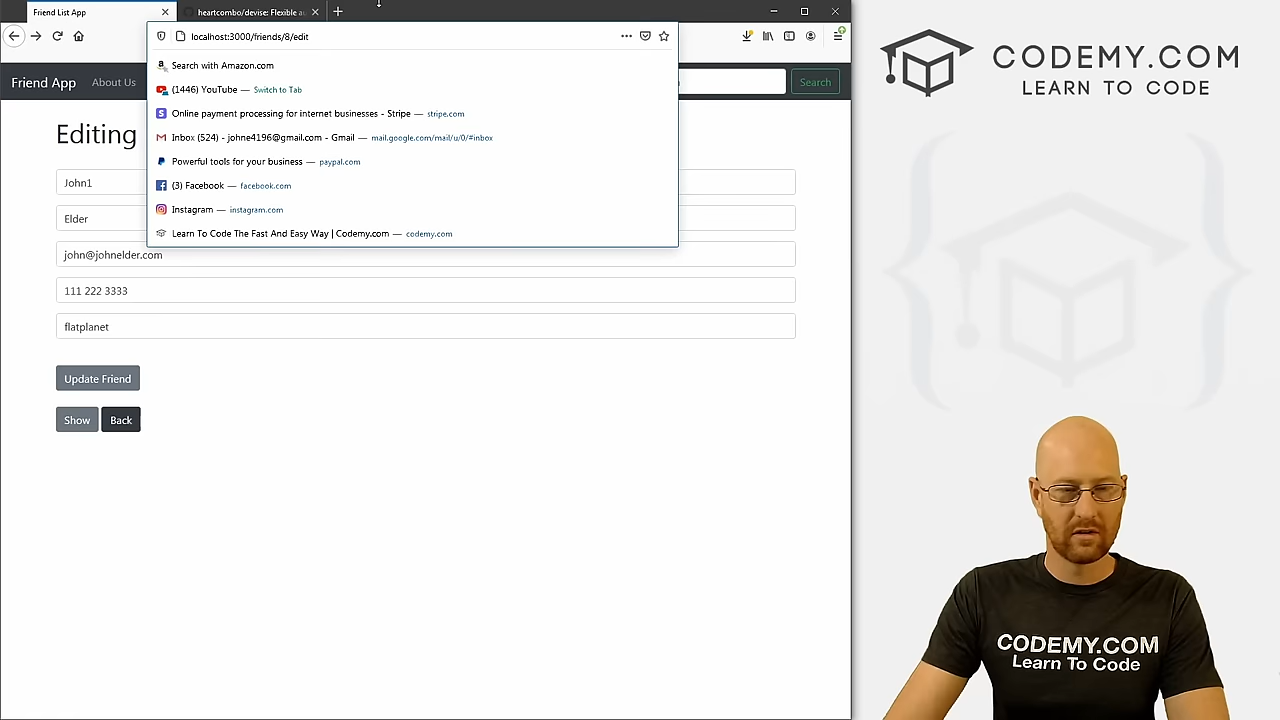 Friend List App
heartcombo/devise: Flexible au
localhost:3000/friends/8/edit
Search with Amazon.com
(1446) YouTube — Switch to Tab
Online payment processing for internet businesses - Stripe — stripe.com
Inbox (524) - johne4196@gmail.com - Gmail — mail.google.com/mail/u/0/#inbox
Powerful tools for your business — paypal.com
(3) Facebook — facebook.com
Instagram — instagram.com
Learn To Code The Fast And Easy Way | Codemy.com — codemy.com
Friend App
About Us
Search
Editing
John1
Elder
john@johnelder.com
111 222 3333
flatplanet
Update Friend
Show
Back
CODEMY.COM
LEARN TO CODE
CODEMY.COM
Learn To Code